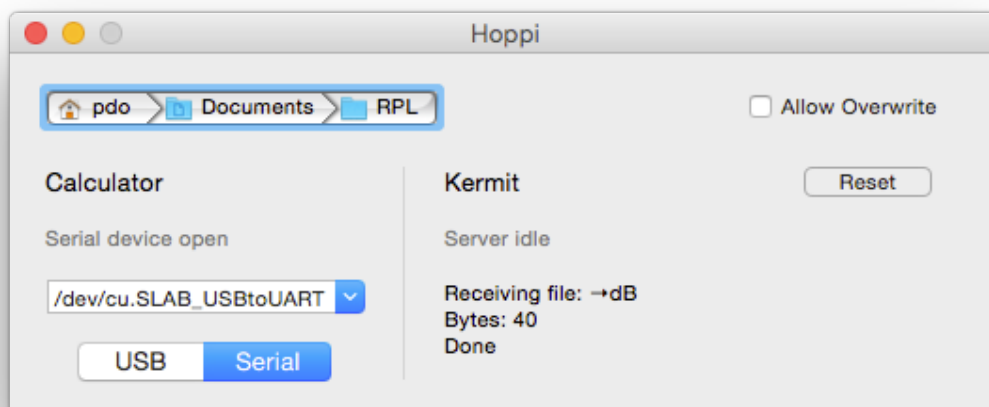 Hoppi
pdo Documents RPL
Allow Overwrite
Calculator
Serial device open
/dev/cu.SLAB_USBtoUART
USB Serial
Kermit
Reset
Server idle
Receiving file: →dB
Bytes: 40
Done